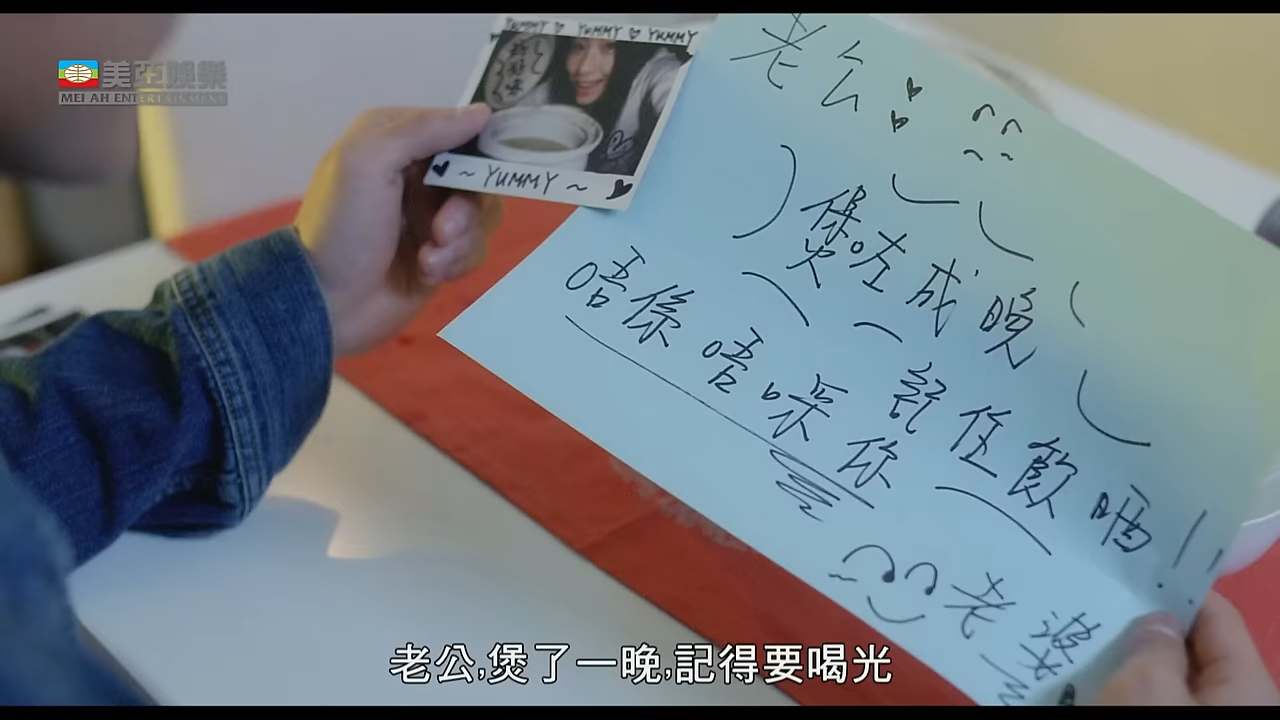 美亞娛樂
MEI AH ENTERTAINMENT
YUMMY ♡ YUMMY ♡ YUMMY
~ YUMMY ~
老公
煲咗成晚
記住飲晒!!
唔係唔啋你
老婆
老公,煲了一晚,記得要喝光